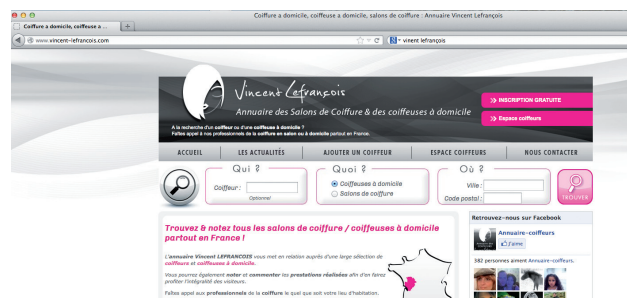 Coiffure a domicile, coiffeuse a domicile, salons de coiffure : Annuaire Vincent Lefrançois
Coiffure a domicile, coiffeuse a ...
www.vincent-lefrancois.com
vinent lefrançois
Vincent Lefrançois
Annuaire des Salons de Coiffure & des coiffeuses à domicile
A la recherche d'un coiffeur ou d'une coiffeuse à domicile ?
Faites appel à nos professionnels de la coiffure en salon ou à domicile partout en France.
>> INSCRIPTION GRATUITE
>> Espace coiffeurs
ACCUEIL LES ACTUALITÉS AJOUTER UN COIFFEUR ESPACE COIFFEURS NOUS CONTACTER
Qui ?
Coiffeur :
Optionnel
Quoi ?
Coiffeuses à domicile
Salons de coiffure
Où ?
Ville :
Code postal :
TROUVER
Trouvez & notez tous les salons de coiffure / coiffeuses à domicile
partout en France !
L'annuaire Vincent LEFRANCOIS vous met en relation auprès d'une large sélection de
coiffeurs et coiffeuses à domicile.
Vous pourrez également noter et commenter les prestations réalisées afin d'en faire
profiter l'intégralité des visiteurs.
Faites appel aux professionnels de la coiffure le quel que soit votre lieu d'habitation.
Retrouvez-nous sur Facebook
Annuaire-coiffeurs
J'aime
382 personnes aiment Annuaire-coiffeurs.